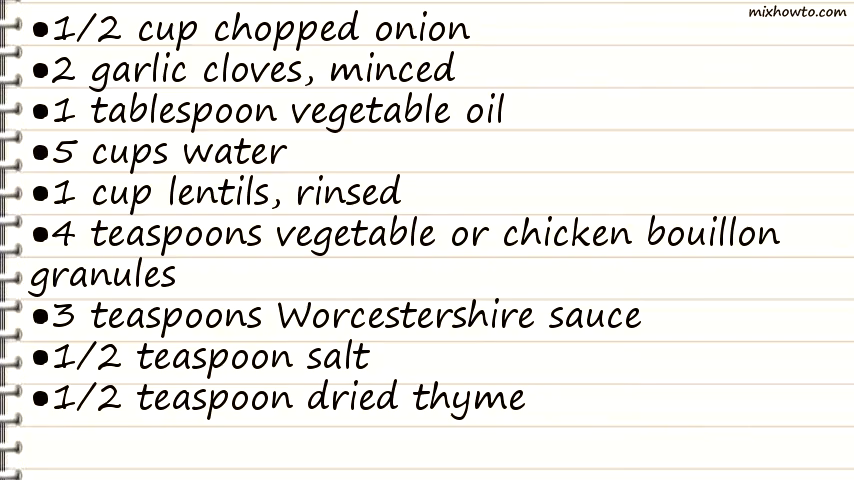 mixhowto.com
•1/2 cup chopped onion
•2 garlic cloves, minced
•1 tablespoon vegetable oil
•5 cups water
•1 cup lentils, rinsed
•4 teaspoons vegetable or chicken bouillon
granules
•3 teaspoons Worcestershire sauce
•1/2 teaspoon salt
•1/2 teaspoon dried thyme